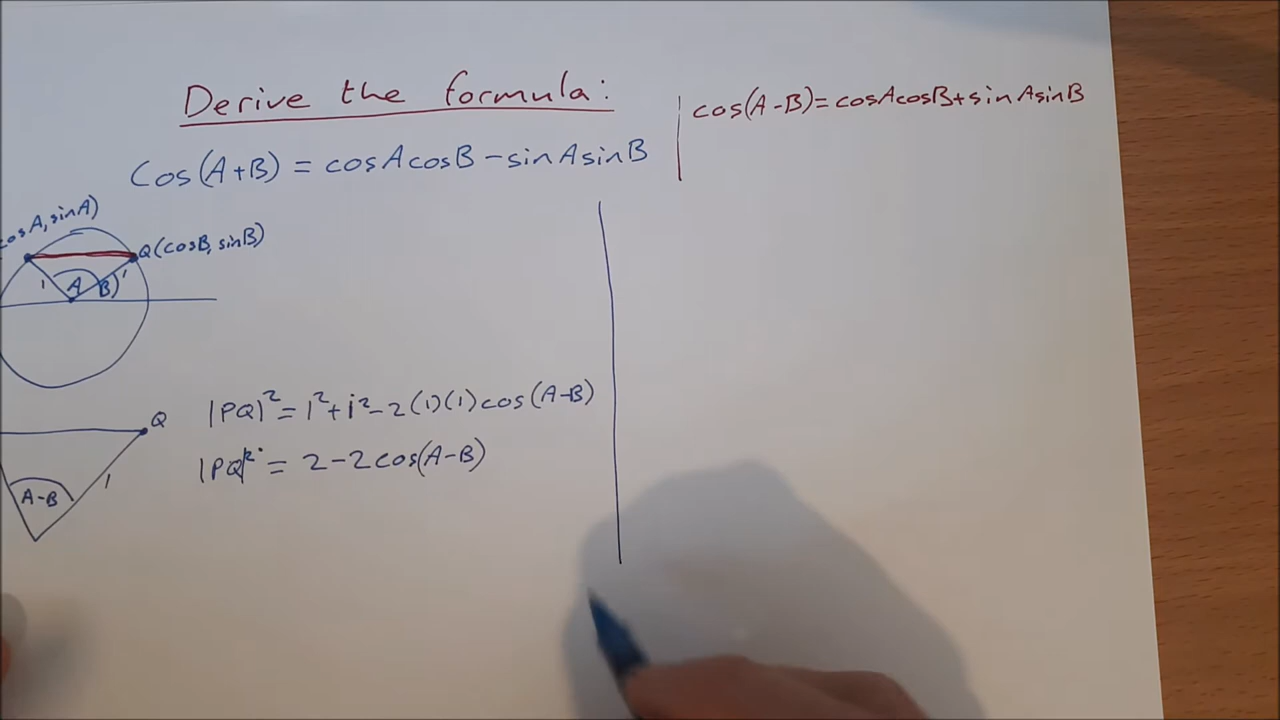 Derive the formula:
cos(A-B)=cosAcosB+sinAsinB
Cos(A+B) = cosAcosB-sinAsinB
osA, sinA)
Q(cosB, sinB)
1 A B) 1
|PQ|² = 1²+1²-2(1)(1)cos(A-B)
Q
|PQ|² = 2-2cos(A-B)
A-B 1